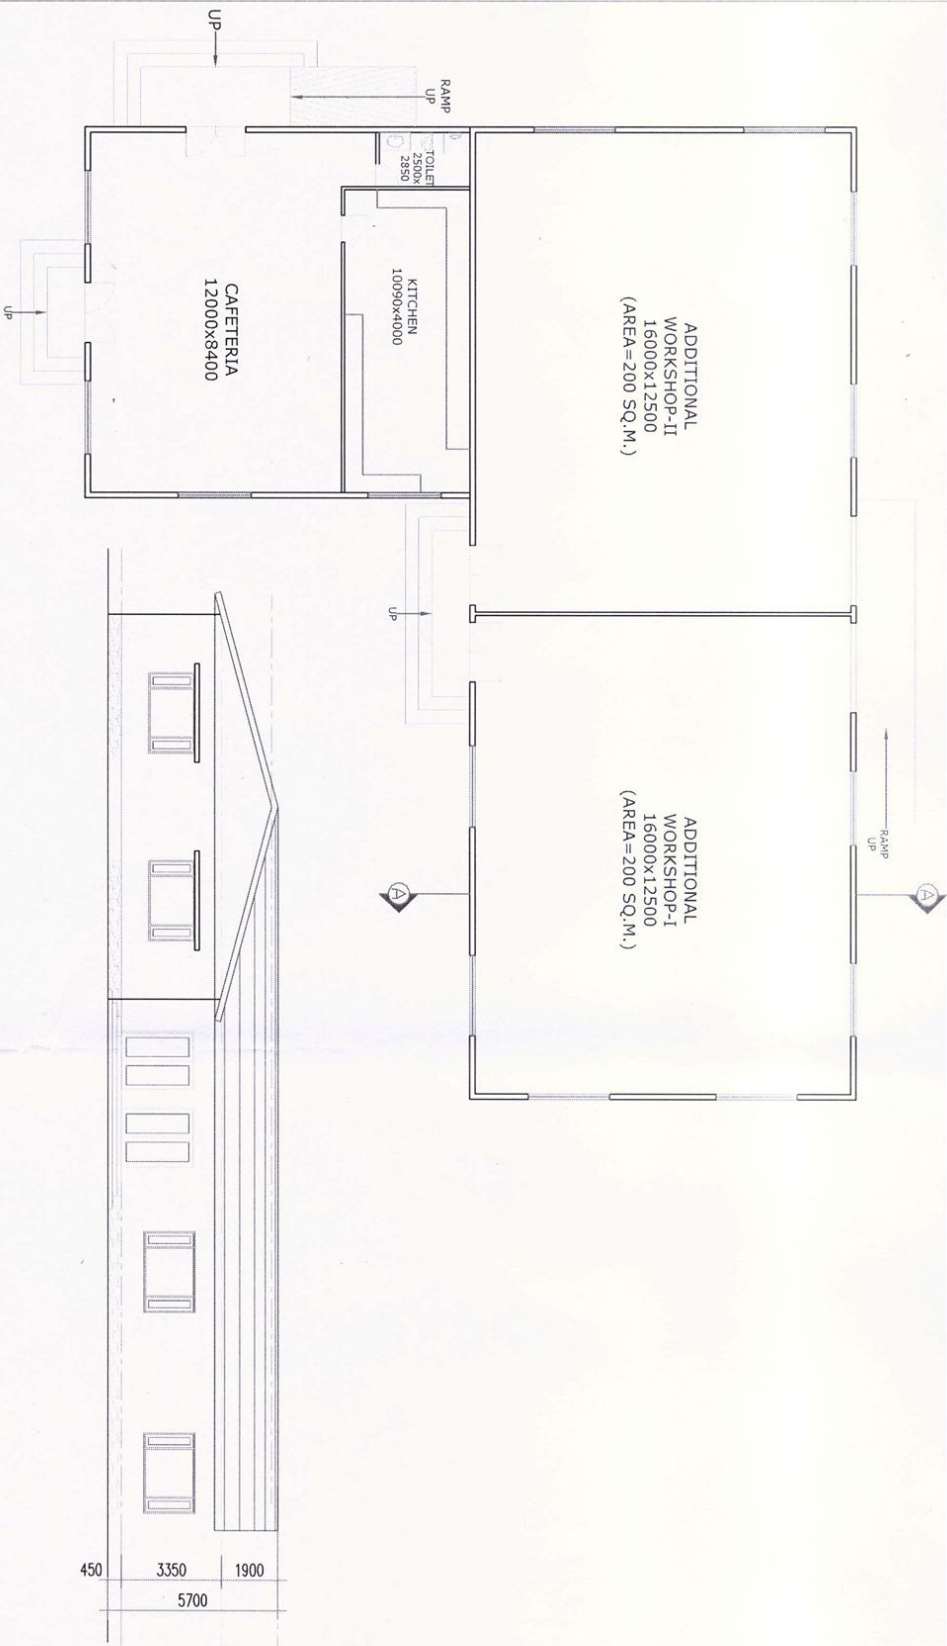 UP
RAMP
UP
TOILET
2500x
2850
KITCHEN
10090x4000
CAFETERIA
12000x8400
UP
UP
ADDITIONAL
WORKSHOP-II
16000x12500
(AREA=200 SQ.M.)
ADDITIONAL
WORKSHOP-I
16000x12500
(AREA=200 SQ.M.)
RAMP
UP
A
A
450
3350
1900
5700